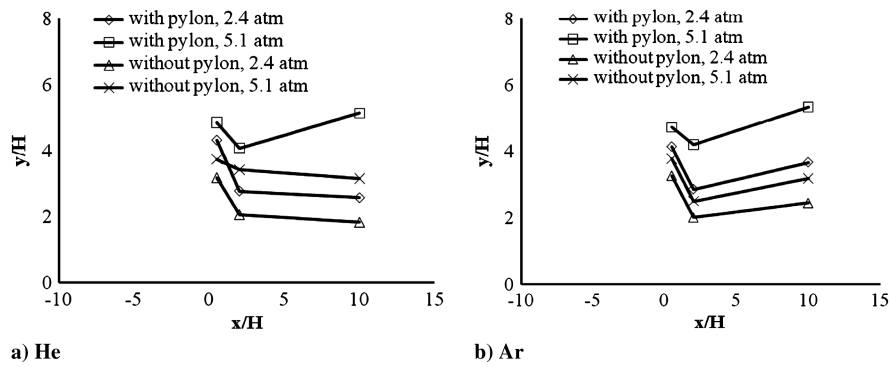 8
6
4
2
0
y/H
with pylon, 2.4 atm
with pylon, 5.1 atm
without pylon, 2.4 atm
without pylon, 5.1 atm
-10
-5
0
5
10
15
x/H
a) He
8
6
4
2
0
y/H
with pylon, 2.4 atm
with pylon, 5.1 atm
without pylon, 2.4 atm
without pylon, 5.1 atm
-10
-5
0
5
10
15
x/H
b) Ar